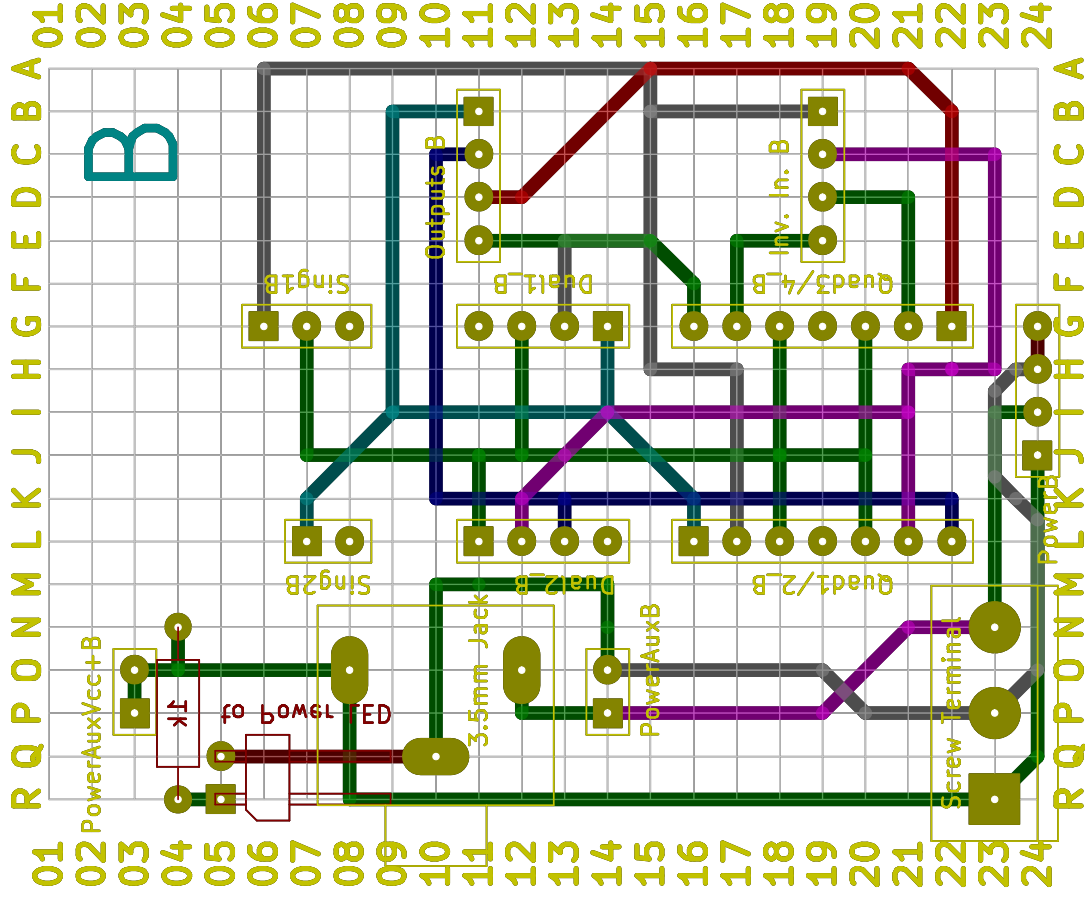 01 02 03 04 05 06 07 08 09 10 11 12 13 14 15 16 17 18 19 20 21 22 23 24
A A
B B
B
C C
Outputs B
Inv. In. B
D D
E E
F F
Sing1B
Dual1_B
Quad3/4_B
G G
H H
I I
J J
K K
PowerB
L L
Sing2B
Dual2_B
Quad1/2_B
M M
N N
PowerAuxVcc+B
1k
to Power LED
3.5mm Jack
PowerAuxB
Screw Terminal
O O
P P
Q Q
R R
01 02 03 04 05 06 07 08 09 10 11 12 13 14 15 16 17 18 19 20 21 22 23 24